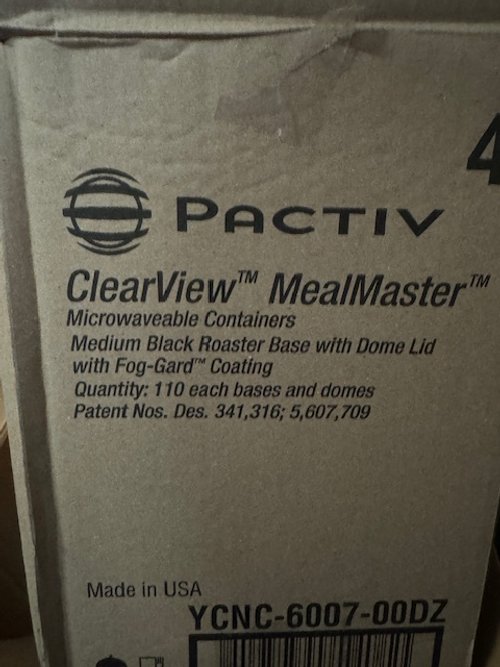 4
PACTIV
ClearView™ MealMaster™
Microwaveable Containers
Medium Black Roaster Base with Dome Lid
with Fog-Gard™ Coating
Quantity: 110 each bases and domes
Patent Nos. Des. 341,316; 5,607,709
Made in USA
YCNC-6007-00DZ